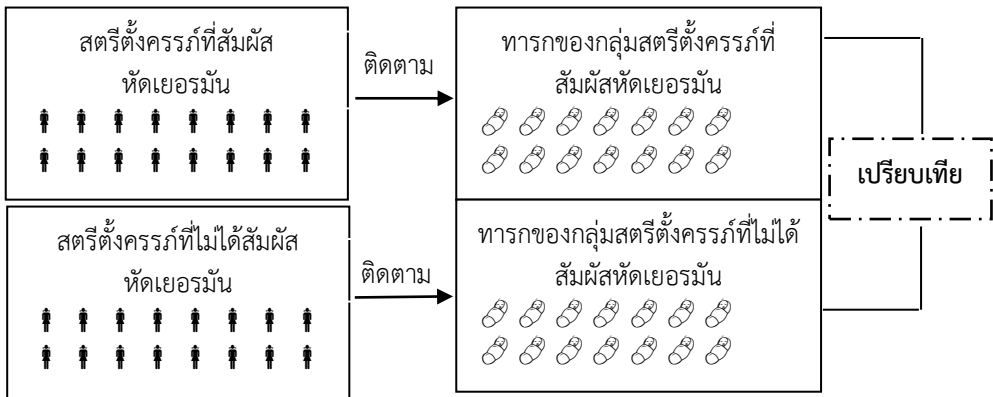 สตรีตั้งครรภ์ที่สัมผัส
หัดเยอรมัน
ติดตาม
ทารกของกลุ่มสตรีตั้งครรภ์ที่
สัมผัสหัดเยอรมัน
เปรียบเทีย
สตรีตั้งครรภ์ที่ไม่ได้สัมผัส
หัดเยอรมัน
ติดตาม
ทารกของกลุ่มสตรีตั้งครรภ์ที่ไม่ได้
สัมผัสหัดเยอรมัน